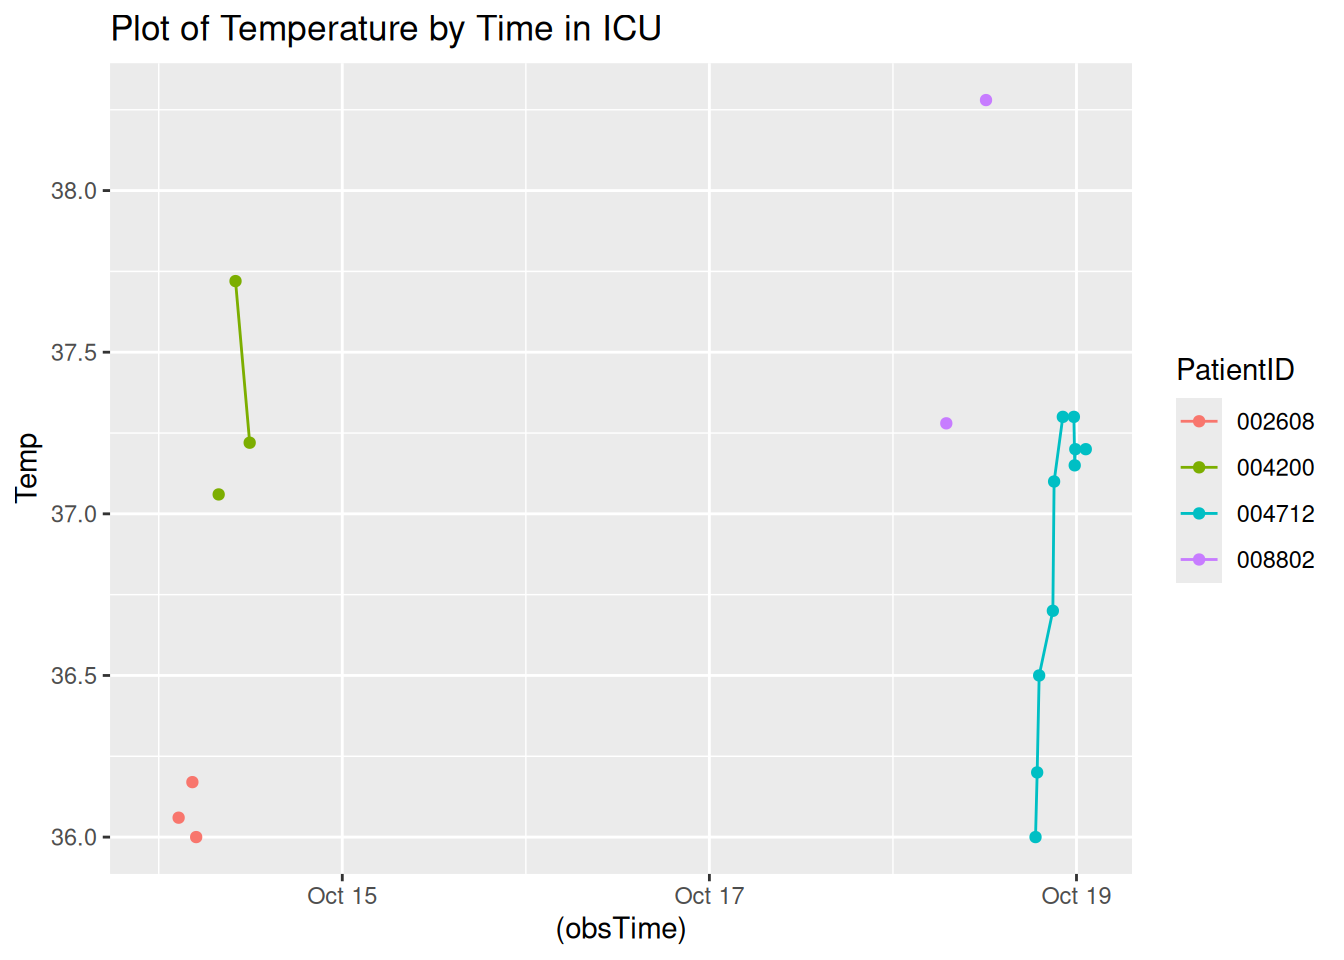 Plot of Temperature by Time in ICU
38.0
37.5
37.0
36.5
36.0
Temp
Oct 15
Oct 17
Oct 19
(obsTime)
PatientID
002608
004200
004712
008802